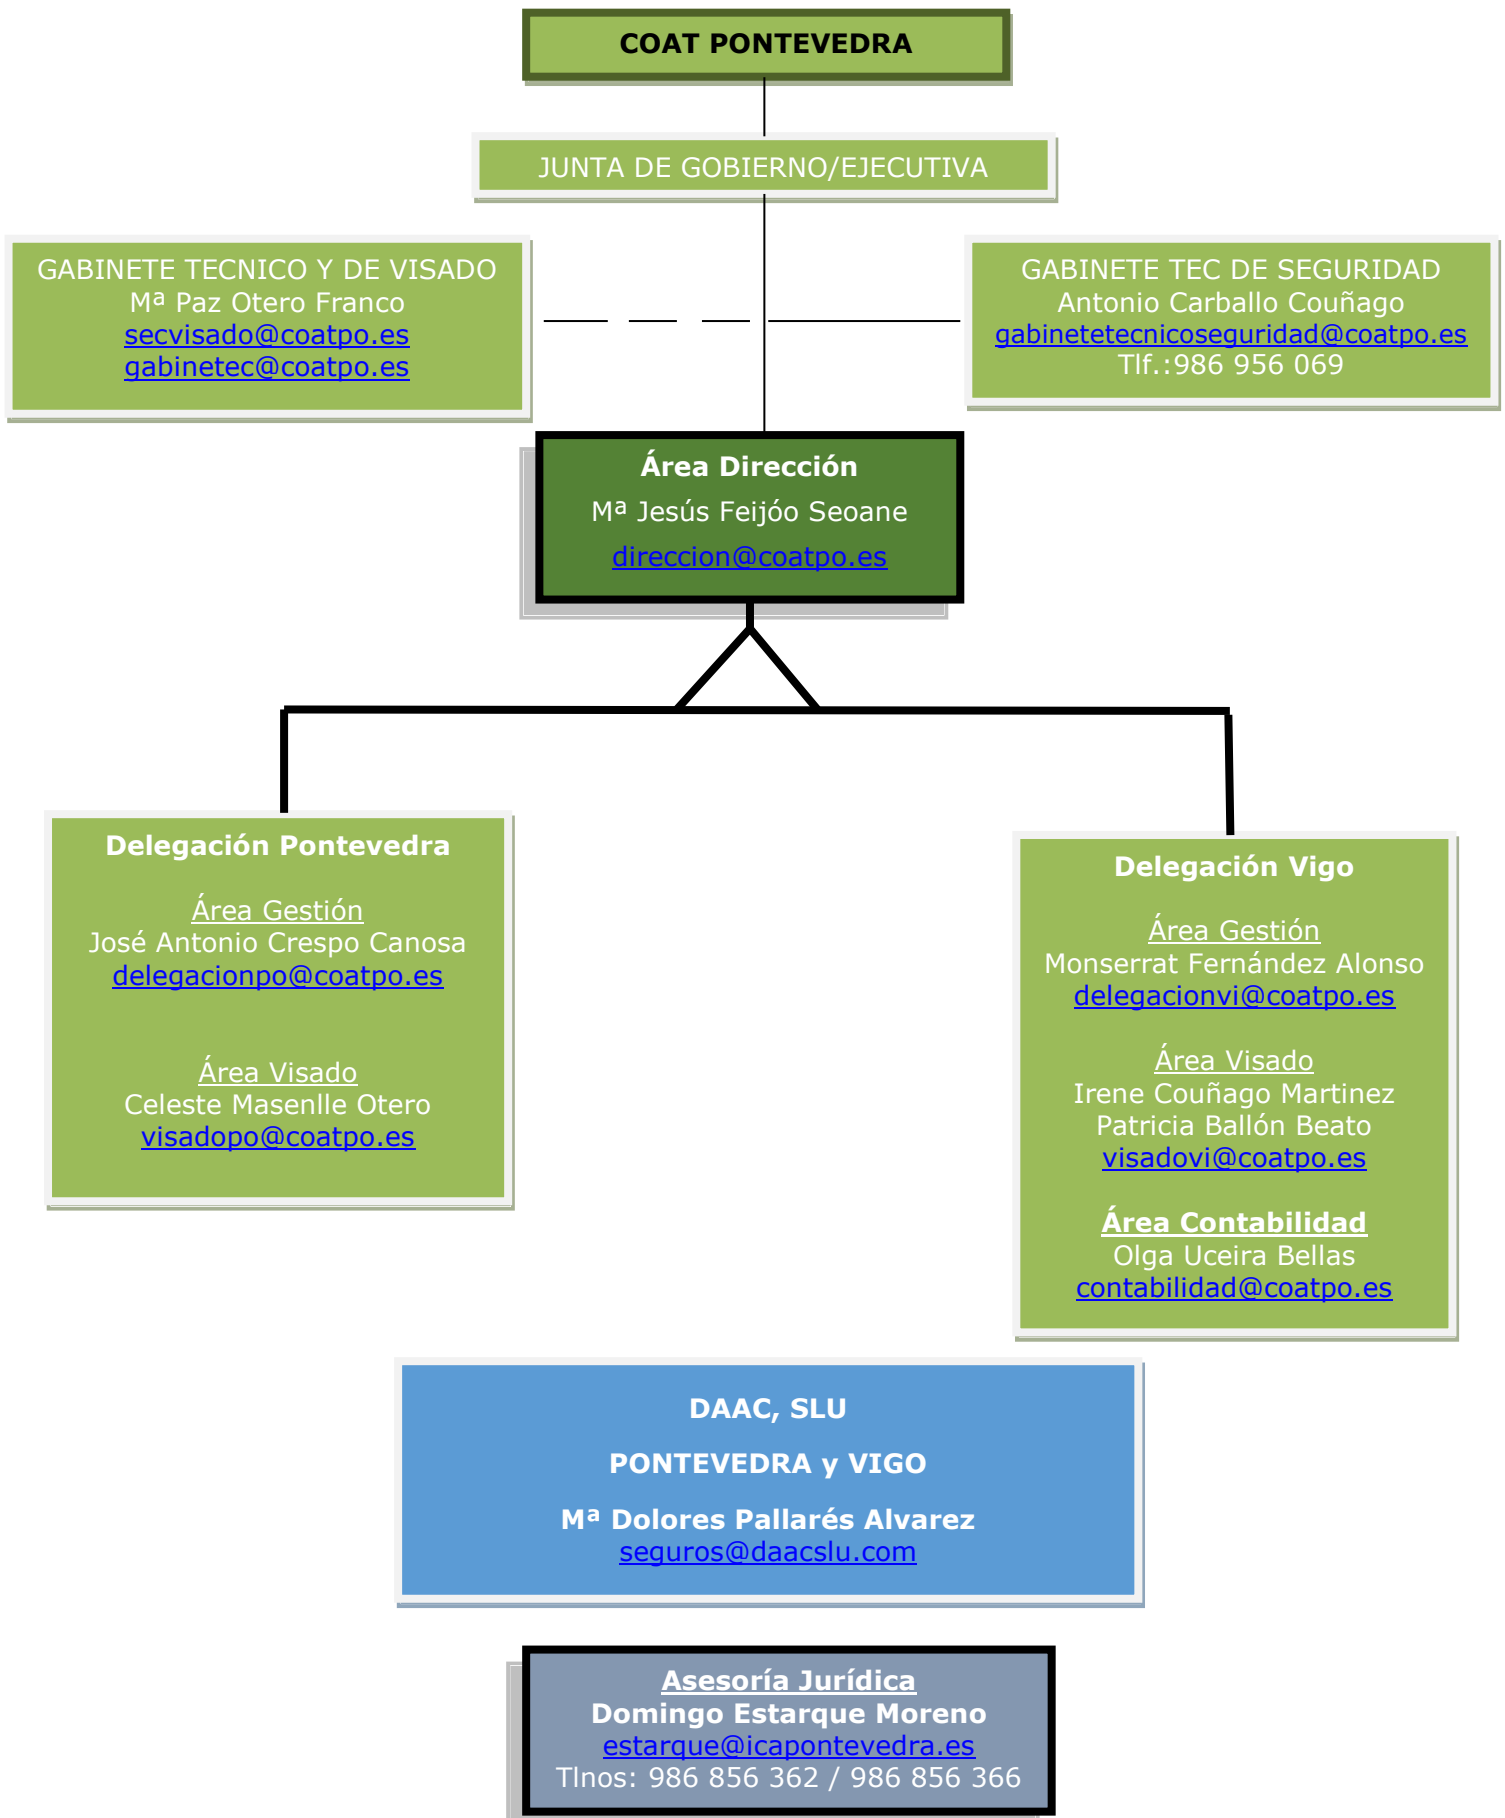 COAT PONTEVEDRA
JUNTA DE GOBIERNO/EJECUTIVA
GABINETE TECNICO Y DE VISADO
Mª Paz Otero Franco
secvisado@coatpo.es
gabinetec@coatpo.es
GABINETE TEC DE SEGURIDAD
Antonio Carballo Couñago
gabinetetecnicoseguridad@coatpo.es
Tlf.:986 956 069
Área Dirección
Mª Jesús Feijóo Seoane
direccion@coatpo.es
Delegación Pontevedra
Área Gestión
José Antonio Crespo Canosa
delegacionpo@coatpo.es
Área Visado
Celeste Masenlle Otero
visadopo@coatpo.es
Delegación Vigo
Área Gestión
Monserrat Fernández Alonso
delegacionvi@coatpo.es
Área Visado
Irene Couñago Martinez
Patricia Ballón Beato
visadovi@coatpo.es
Área Contabilidad
Olga Uceira Bellas
contabilidad@coatpo.es
DAAC, SLU
PONTEVEDRA y VIGO
Mª Dolores Pallarés Alvarez
seguros@daacslu.com
Asesoría Jurídica
Domingo Estarque Moreno
estarque@icapontevedra.es
Tlnos: 986 856 362 / 986 856 366